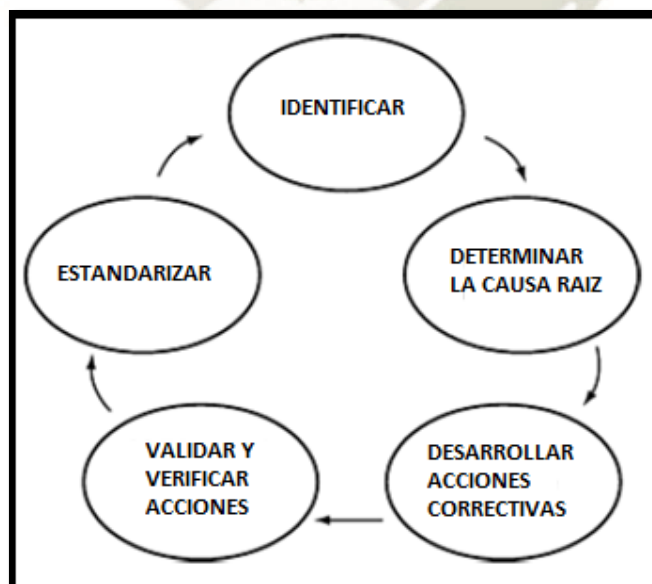 IDENTIFICAR
DETERMINAR
LA CAUSA RAIZ
DESARROLLAR
ACCIONES
CORRECTIVAS
VALIDAR Y
VERIFICAR
ACCIONES
ESTANDARIZAR